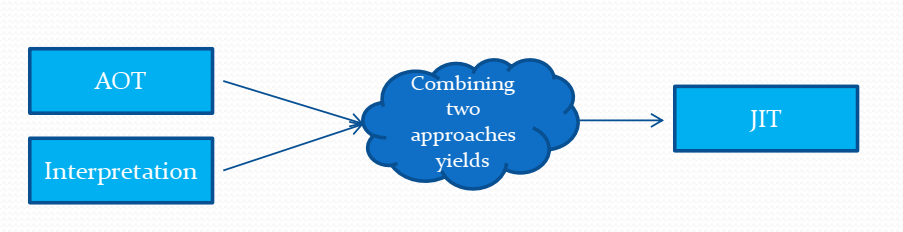 AOT
Interpretation
Combining
two
approaches
yields
JIT